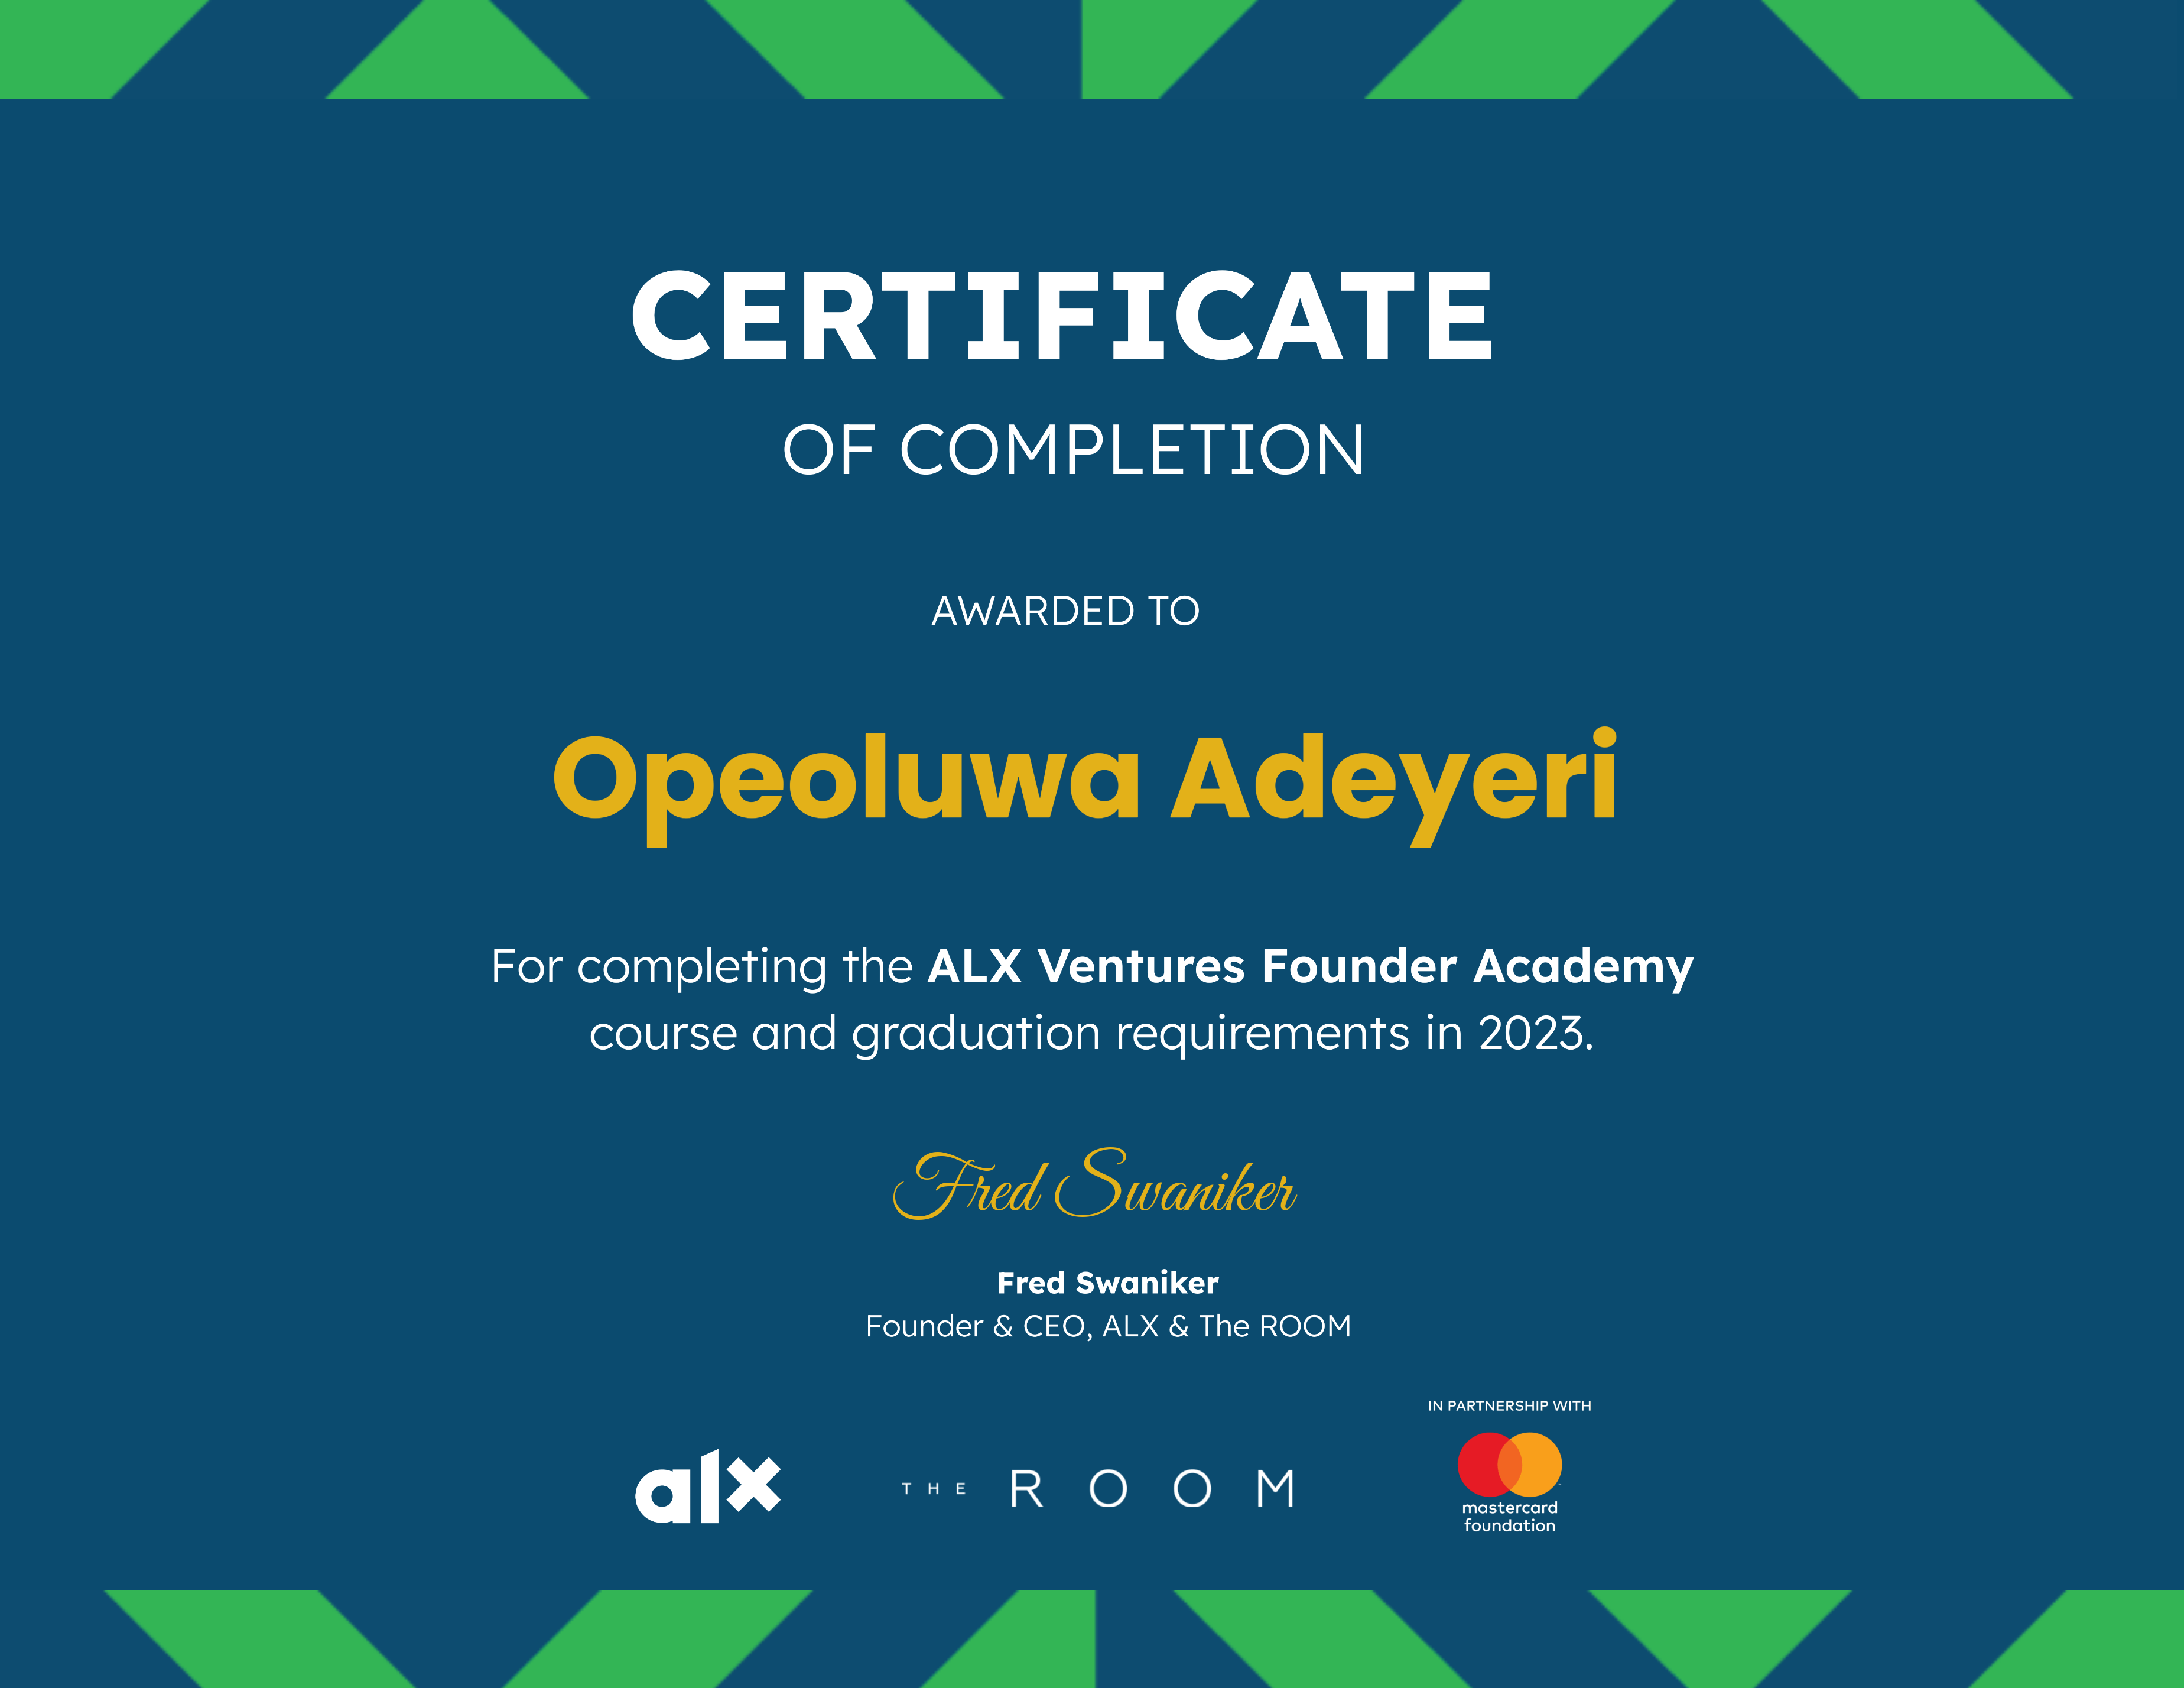 CERTIFICATE
OF COMPLETION
AWARDED TO
Opeoluwa Adeyeri
For completing the ALX Ventures Founder Academy
course and graduation requirements in 2023.
Fred Swaniker
Fred Swaniker
Founder & CEO, ALX & The ROOM
IN PARTNERSHIP WITH
alx
THE ROOM
mastercard
foundation